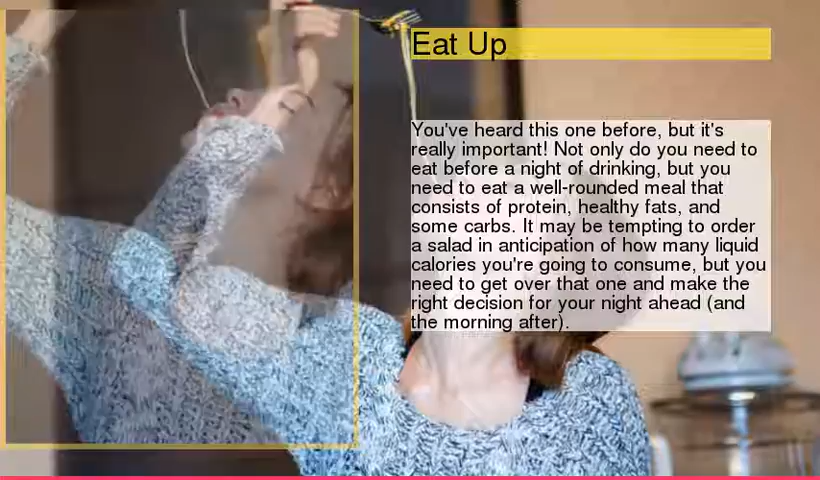 Eat Up
You've heard this one before, but it's
really important! Not only do you need to
eat before a night of drinking, but you
need to eat a well-rounded meal that
consists of protein, healthy fats, and
some carbs. It may be tempting to order
a salad in anticipation of how many liquid
calories you're going to consume, but you
need to get over that one and make the
right decision for your night ahead (and
the morning after).